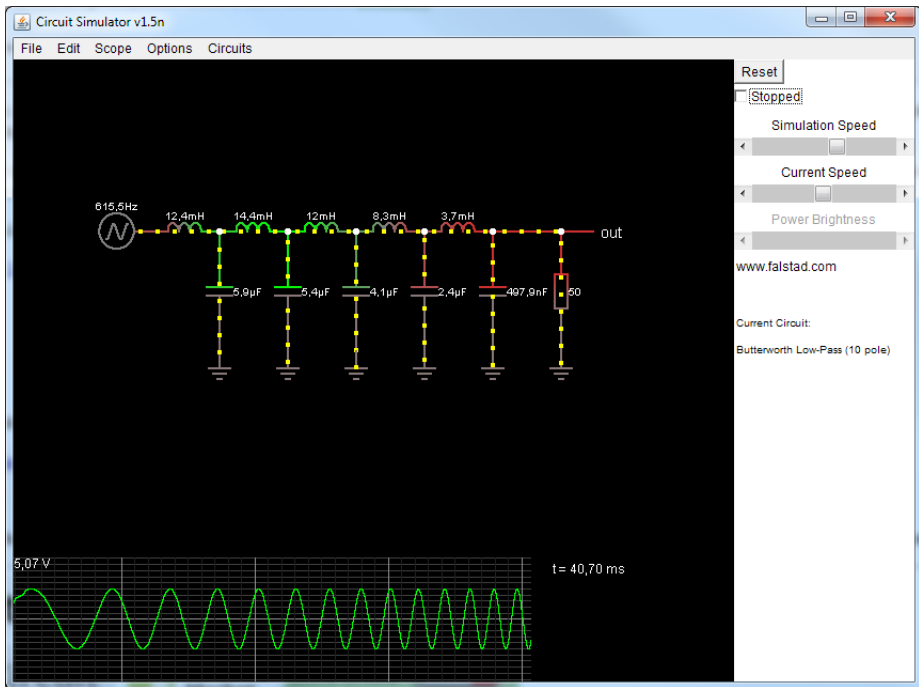 Circuit Simulator v1.5n
File Edit Scope Options Circuits
Reset
Stopped
Simulation Speed
Current Speed
Power Brightness
www.falstad.com
Current Circuit:
Butterworth Low-Pass (10 pole)
615,5Hz
12,4mH 14,4mH 12mH 8,3mH 3,7mH
out
5,9µF 5,4µF 4,1µF 2,4µF 497,9nF 50
5,07 V
t= 40,70 ms